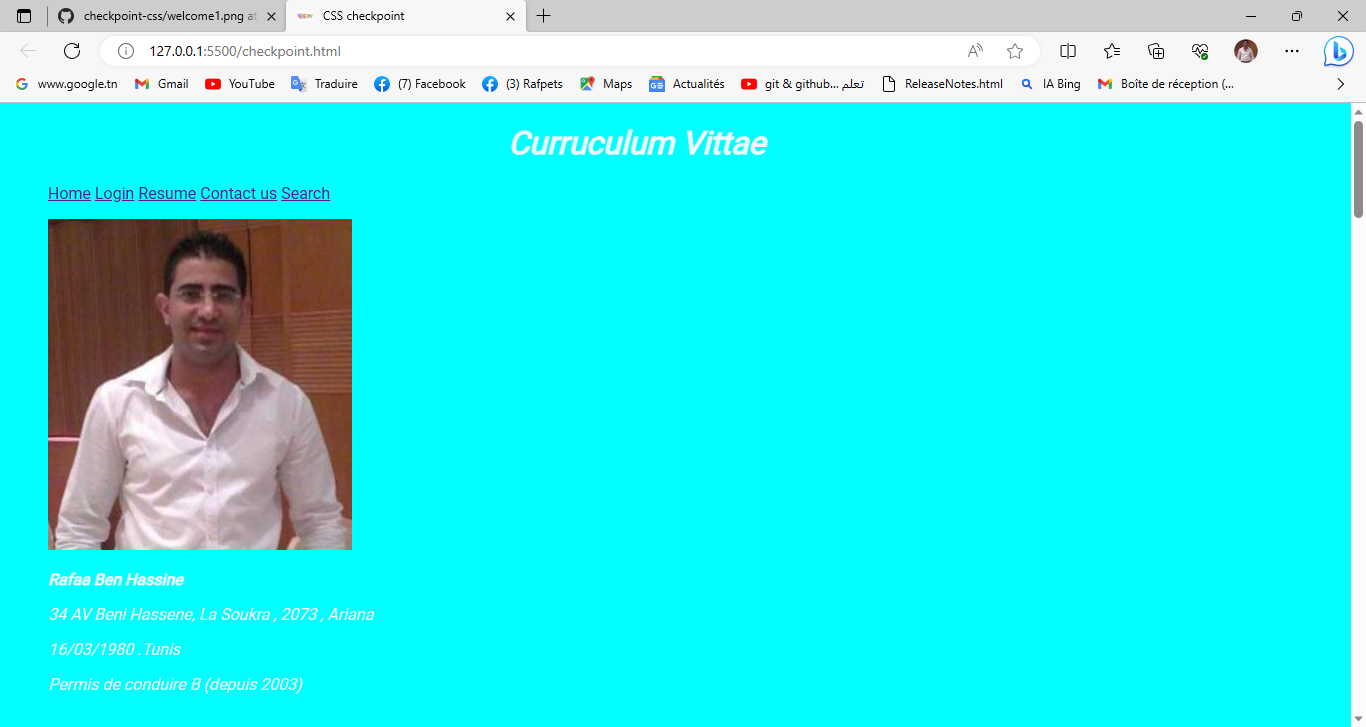 checkpoint-css/welcome1.png at
CSS checkpoint
127.0.0.1:5500/checkpoint.html
www.google.tn Gmail YouTube Traduire (7) Facebook (3) Rafpets Maps Actualités git & github... تعلم ReleaseNotes.html IA Bing Boîte de réception (...
Curruculum Vittae
Home Login Resume Contact us Search
Rafaa Ben Hassine
34 AV Beni Hassene, La Soukra , 2073 , Ariana
16/03/1980 .Tunis
Permis de conduire B (depuis 2003)